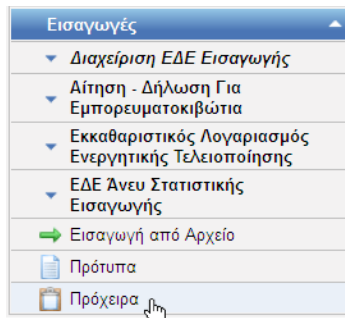 Εισαγωγές
Διαχείριση ΕΔΕ Εισαγωγής
Αίτηση - Δήλωση Για
Εμπορευματοκιβώτια
Εκκαθαριστικός Λογαριασμός
Ενεργητικής Τελειοποίησης
ΕΔΕ Άνευ Στατιστικής
Εισαγωγής
Εισαγωγή από Αρχείο
Πρότυπα
Πρόχειρα